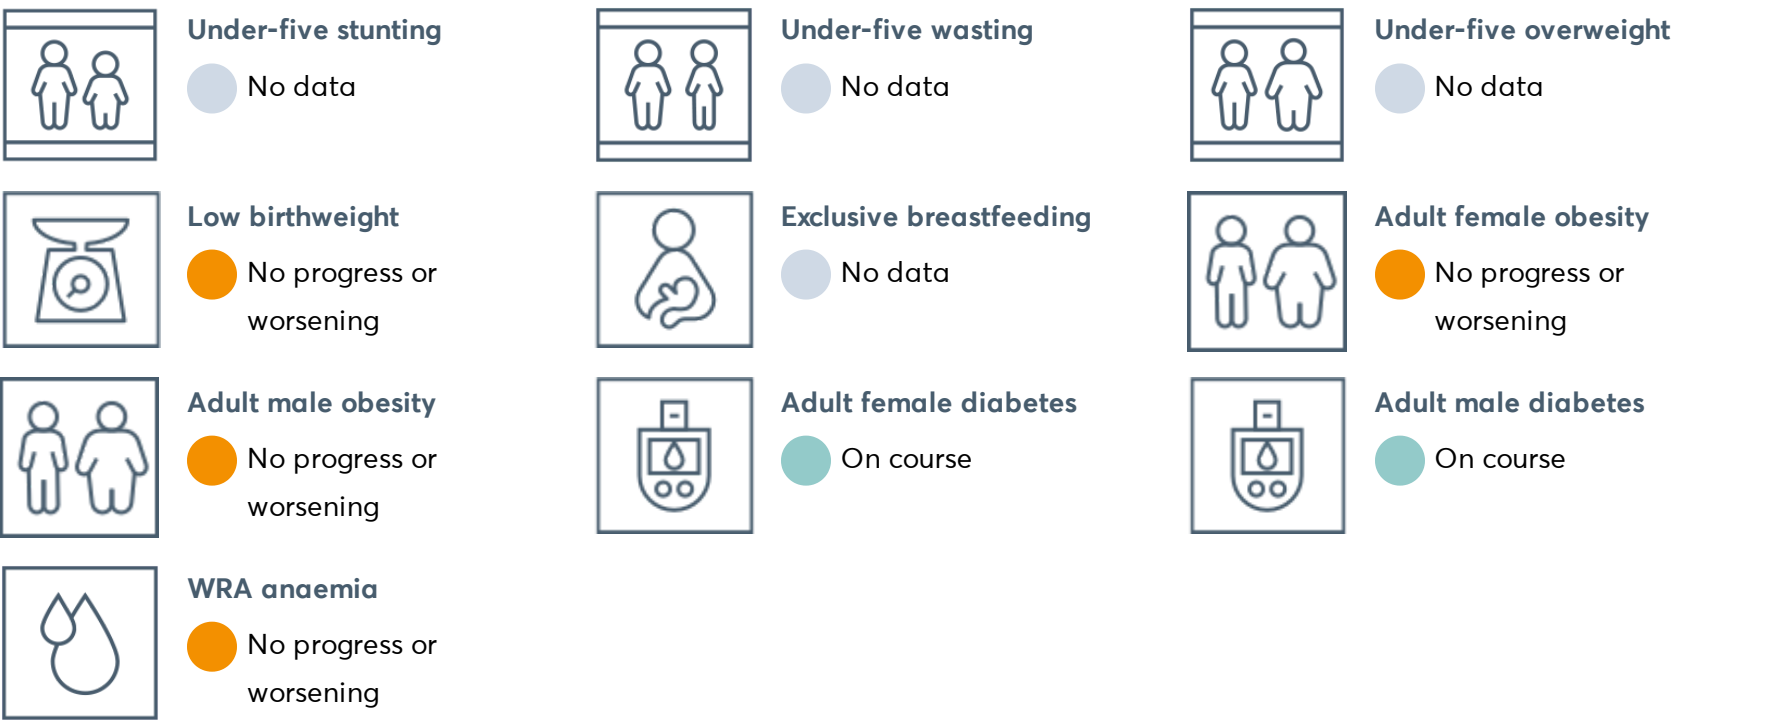 Under-five stunting
No data
Under-five wasting
No data
Under-five overweight
No data
Low birthweight
No progress or
worsening
Exclusive breastfeeding
No data
Adult female obesity
No progress or
worsening
Adult male obesity
No progress or
worsening
Adult female diabetes
On course
Adult male diabetes
On course
WRA anaemia
No progress or
worsening